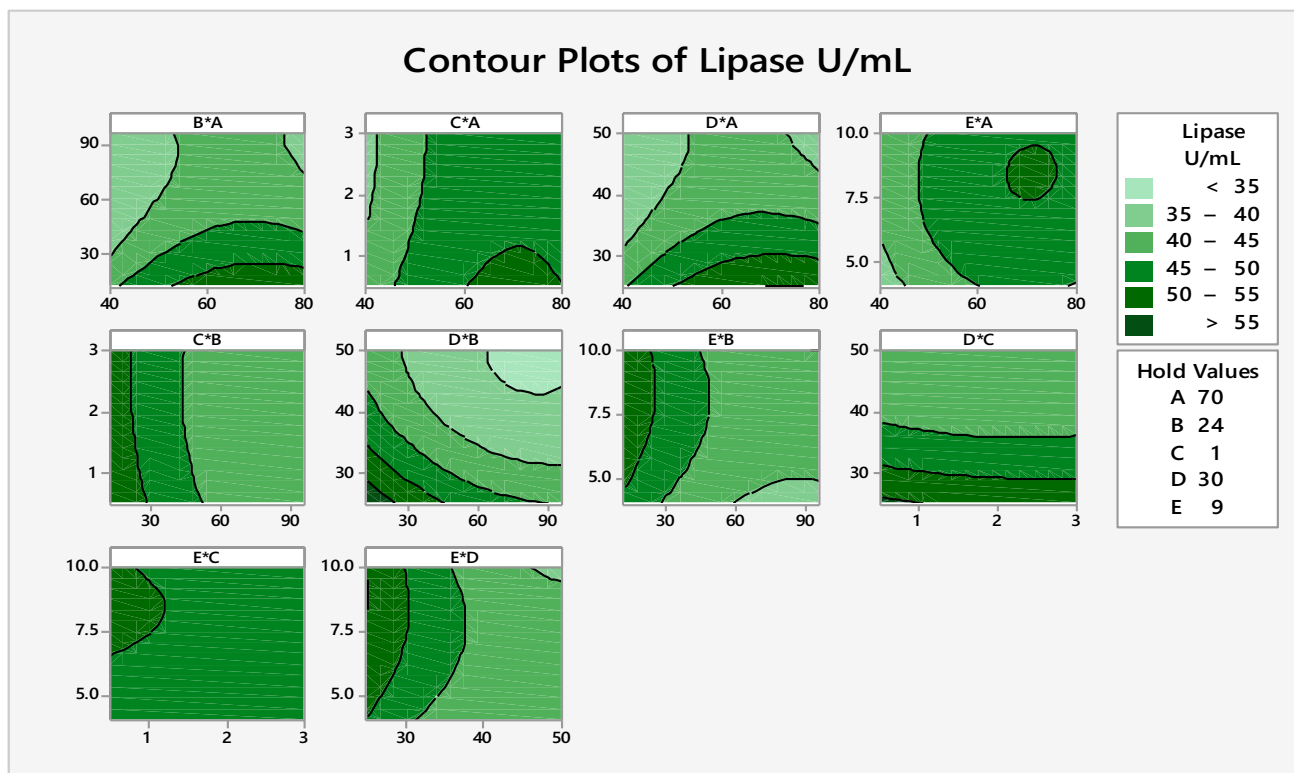 Contour Plots of Lipase U/mL
B*A
90
60
30
40 60 80
C*A
3
2
1
40 60 80
D*A
50
40
30
40 60 80
E*A
10.0
7.5
5.0
40 60 80
C*B
3
2
1
30 60 90
D*B
50
40
30
30 60 90
E*B
10.0
7.5
5.0
30 60 90
D*C
50
40
30
1 2 3
E*C
10.0
7.5
5.0
1 2 3
E*D
10.0
7.5
5.0
30 40 50
Lipase
U/mL
< 35
35 – 40
40 – 45
45 – 50
50 – 55
> 55
Hold Values
A 70
B 24
C 1
D 30
E 9